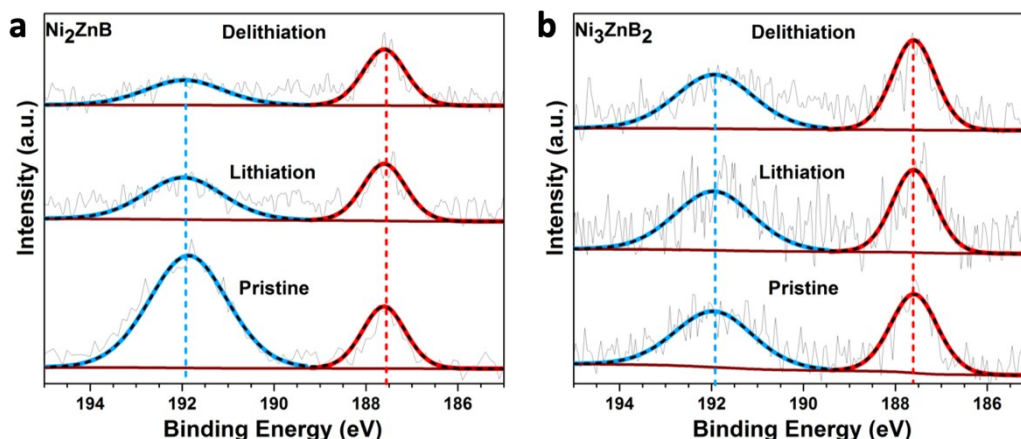 a
Ni₂ZnB
Delithiation
Lithiation
Pristine
Intensity (a.u.)
194 192 190 188 186
Binding Energy (eV)
b
Ni₃ZnB₂
Delithiation
Lithiation
Pristine
Intensity (a.u.)
194 192 190 188 186
Binding Energy (eV)